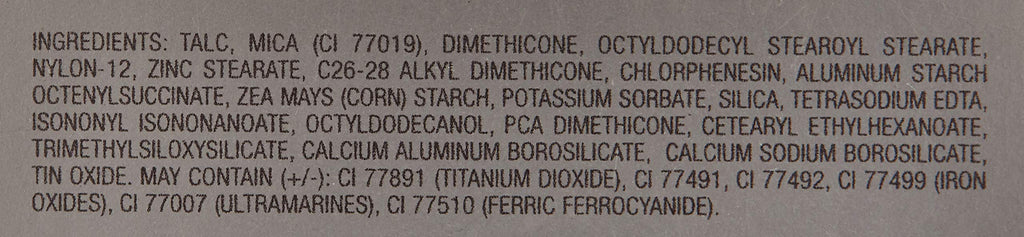 INGREDIENTS: TALC, MICA (CI 77019), DIMETHICONE, OCTYLDODECYL STEAROYL STEARATE,
NYLON-12, ZINC STEARATE, C26-28 ALKYL DIMETHICONE, CHLORPHENESIN, ALUMINUM STARCH
OCTENYLSUCCINATE, ZEA MAYS (CORN) STARCH, POTASSIUM SORBATE, SILICA, TETRASODIUM EDTA,
ISONONYL ISONONANOATE, OCTYLDODECANOL, PCA DIMETHICONE, CETEARYL ETHYLHEXANOATE,
TRIMETHYLSILOXYSILICATE, CALCIUM ALUMINUM BOROSILICATE, CALCIUM SODIUM BOROSILICATE,
TIN OXIDE. MAY CONTAIN (+/-): CI 77891 (TITANIUM DIOXIDE), CI 77491, CI 77492, CI 77499 (IRON
OXIDES), CI 77007 (ULTRAMARINES), CI 77510 (FERRIC FERROCYANIDE).